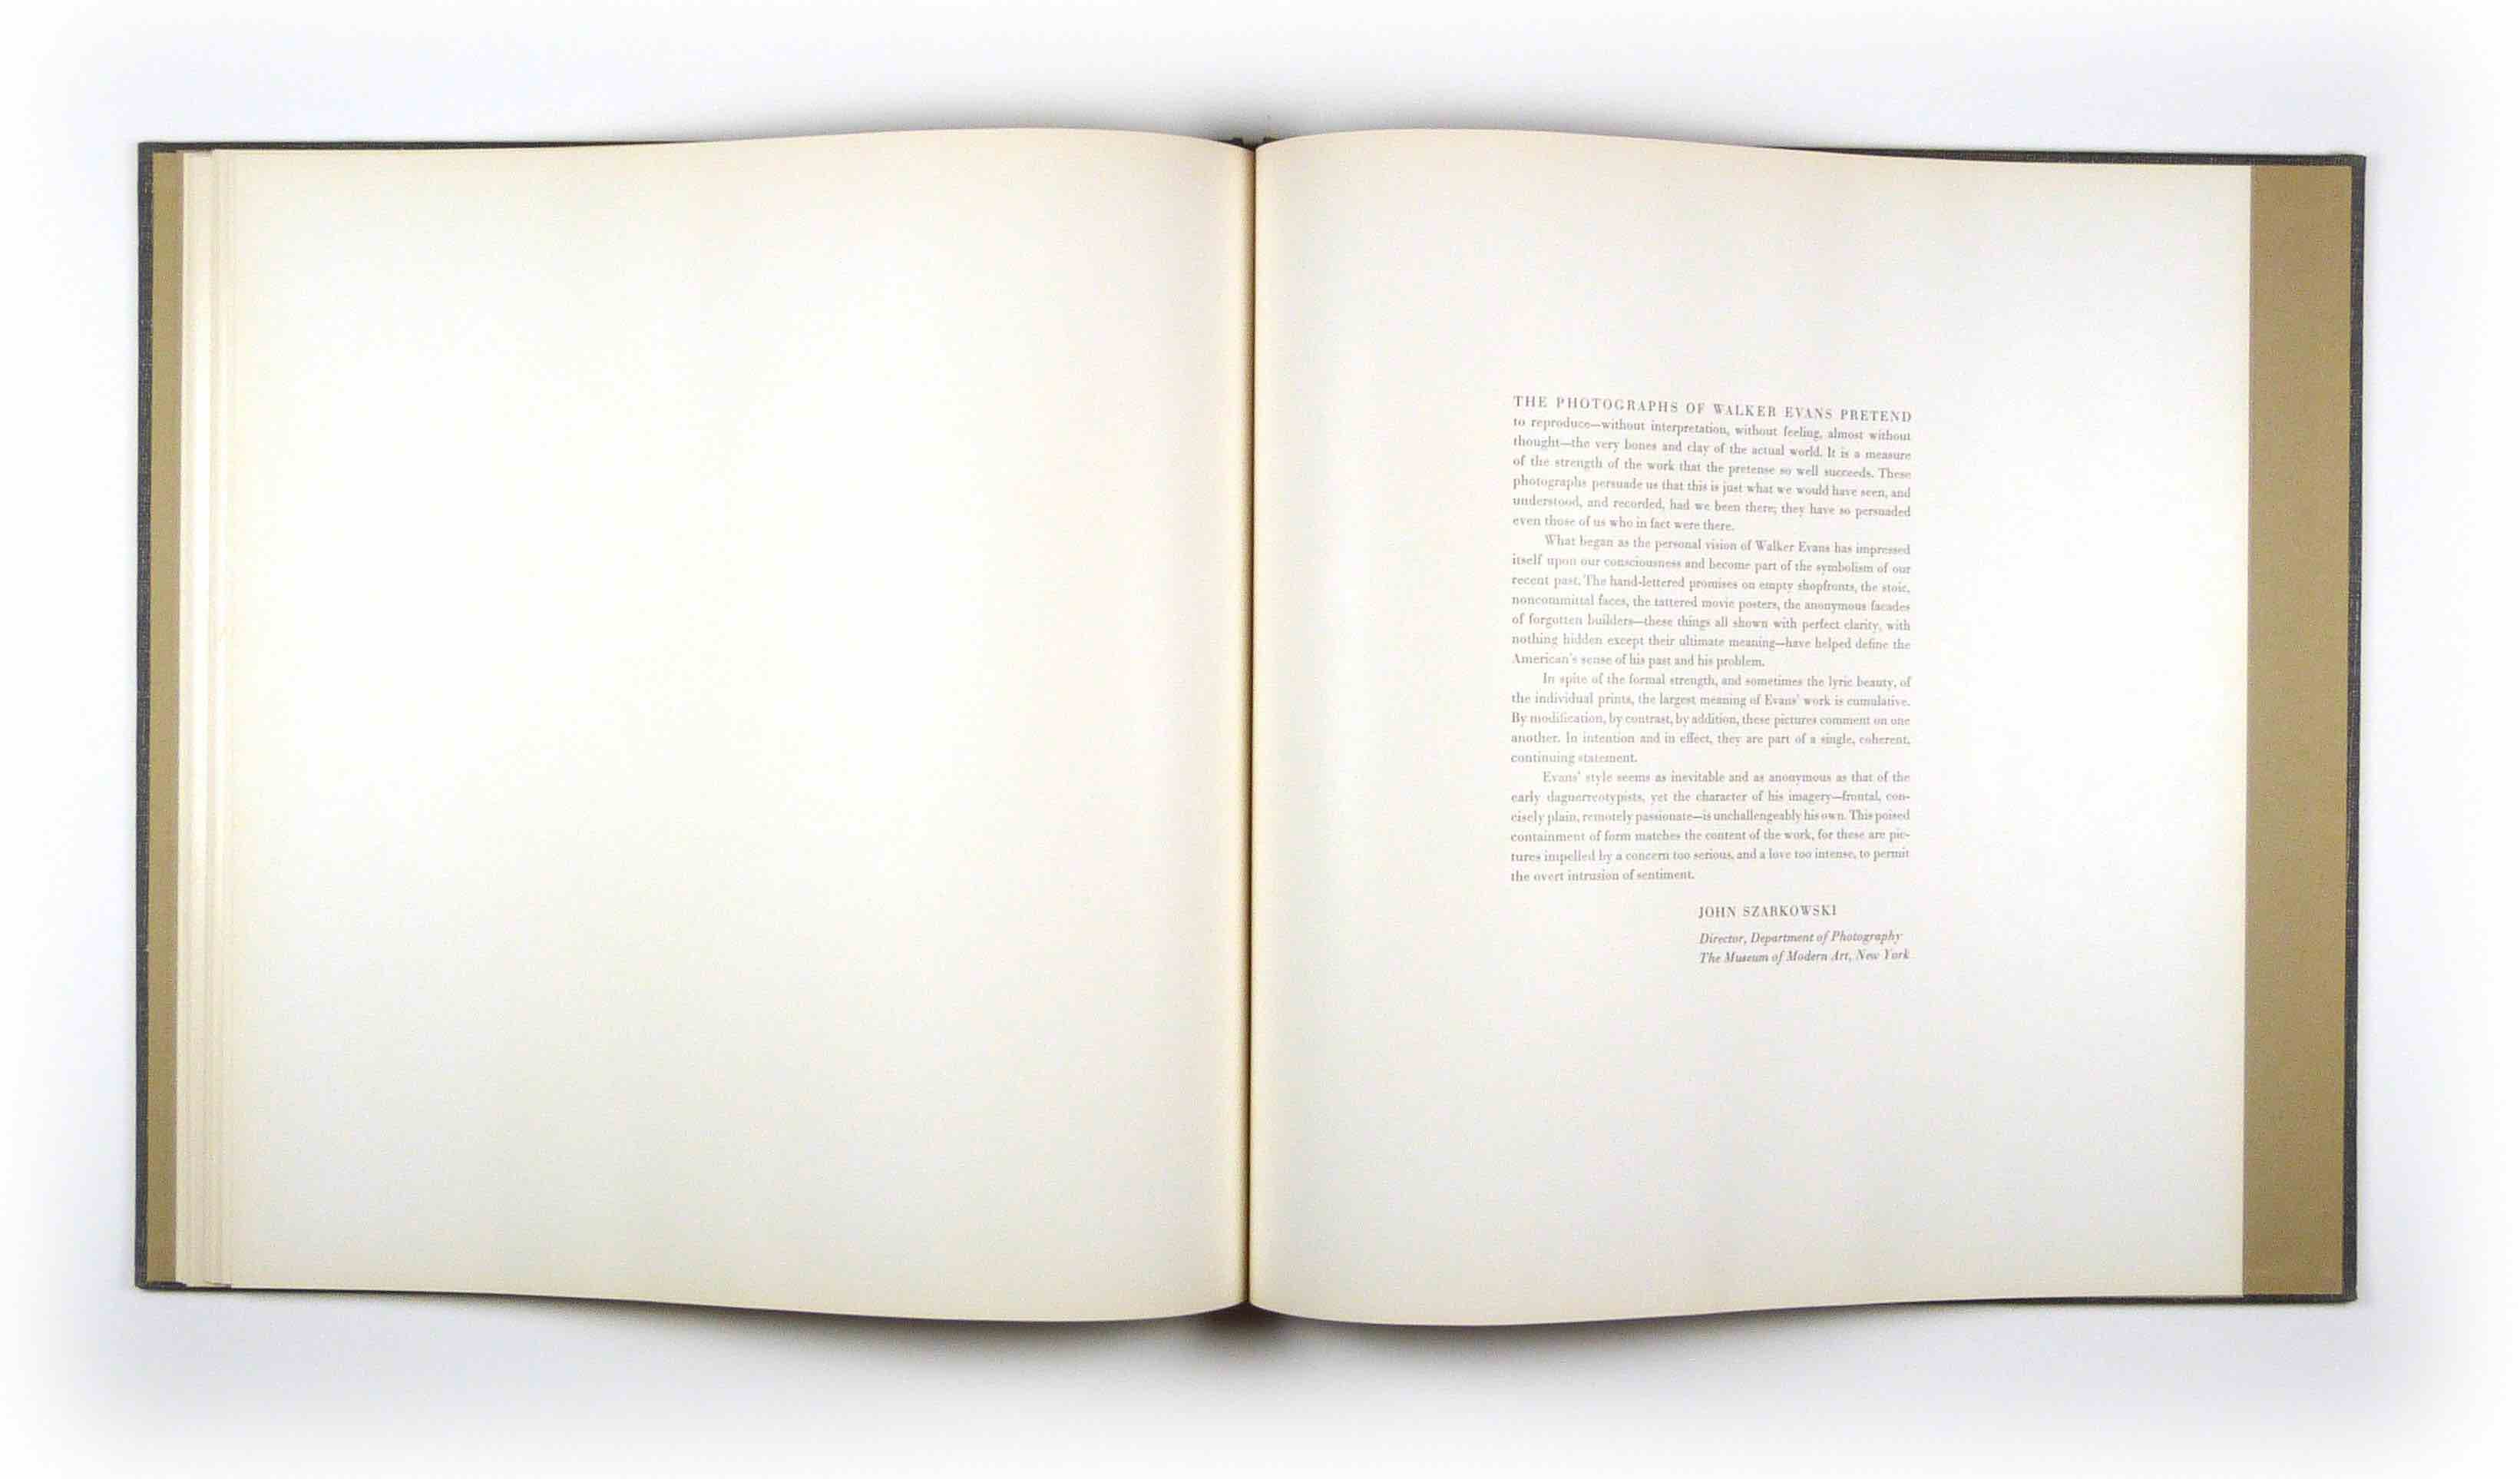 THE PHOTOGRAPHS OF WALKER EVANS PRETEND
to reproduce—without interpretation, without feeling, almost without
thought—the very bones and clay of the actual world. It is a measure
of the strength of the work that the pretense so well succeeds. These
photographs persuade us that this is just what we would have seen, and
understood, and recorded, had we been there; they have so persuaded
even those of us who in fact were there.
What began as the personal vision of Walker Evans has impressed
itself upon our consciousness and become part of the symbolism of our
recent past. The hand-lettered promises on empty shopfronts, the stoic,
noncommittal faces, the tattered movie posters, the anonymous facades
of forgotten builders—these things all shown with perfect clarity, with
nothing hidden except their ultimate meaning—have helped define the
American's sense of his past and his problem.
In spite of the formal strength, and sometimes the lyric beauty, of
the individual prints, the largest meaning of Evans' work is cumulative.
By modification, by contrast, by addition, these pictures comment on one
another. In intention and in effect, they are part of a single, coherent,
continuing statement.
Evans' style seems as inevitable and as anonymous as that of the
early daguerreotypists, yet the character of his imagery—frontal, con-
cisely plain, remotely passionate—is unchallengeably his own. This poised
containment of form matches the content of the work, for these are pic-
tures impelled by a concern too serious, and a love too intense, to permit
the overt intrusion of sentiment.
JOHN SZARKOWSKI
Director, Department of Photography
The Museum of Modern Art, New York